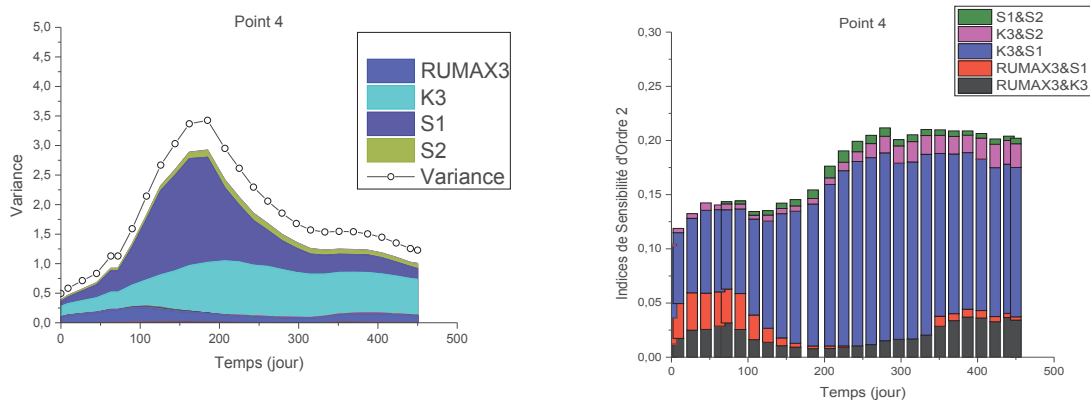 Point 4
5,0
4,5
4,0
3,5
3,0
2,5
2,0
1,5
1,0
0,5
0,0
Variance
0
100
200
300
400
500
Temps (jour)
RUMAX3
K3
S1
S2
Variance
Point 4
0,30
0,25
0,20
0,15
0,10
0,05
0,00
Indices de Sensibilité d'Ordre 2
0
100
200
300
400
500
Temps (jour)
S1&S2
K3&S2
K3&S1
RUMAX3&S1
RUMAX3&K3